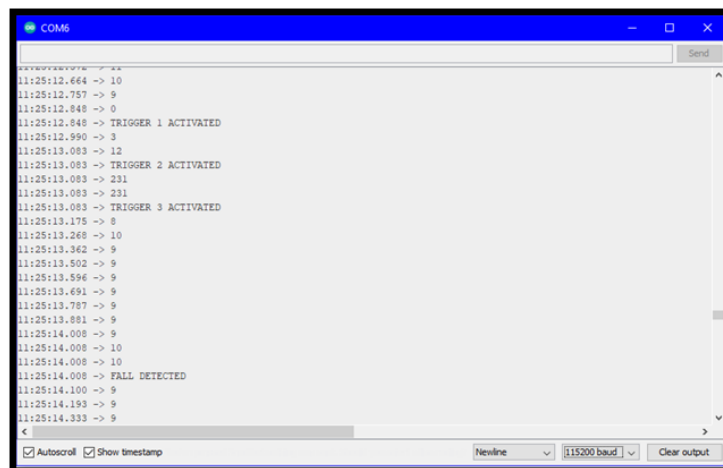 COM6
Send
11:25:12.572 -> 11
11:25:12.664 -> 10
11:25:12.757 -> 9
11:25:12.848 -> 0
11:25:12.848 -> TRIGGER 1 ACTIVATED
11:25:12.990 -> 3
11:25:13.083 -> 12
11:25:13.083 -> TRIGGER 2 ACTIVATED
11:25:13.083 -> 231
11:25:13.083 -> 231
11:25:13.083 -> TRIGGER 3 ACTIVATED
11:25:13.175 -> 8
11:25:13.268 -> 10
11:25:13.362 -> 9
11:25:13.502 -> 9
11:25:13.596 -> 9
11:25:13.691 -> 9
11:25:13.787 -> 9
11:25:13.881 -> 9
11:25:14.008 -> 9
11:25:14.008 -> 10
11:25:14.008 -> 10
11:25:14.008 -> FALL DETECTED
11:25:14.100 -> 9
11:25:14.193 -> 9
11:25:14.333 -> 9
Autoscroll Show timestamp Newline 115200 baud Clear output